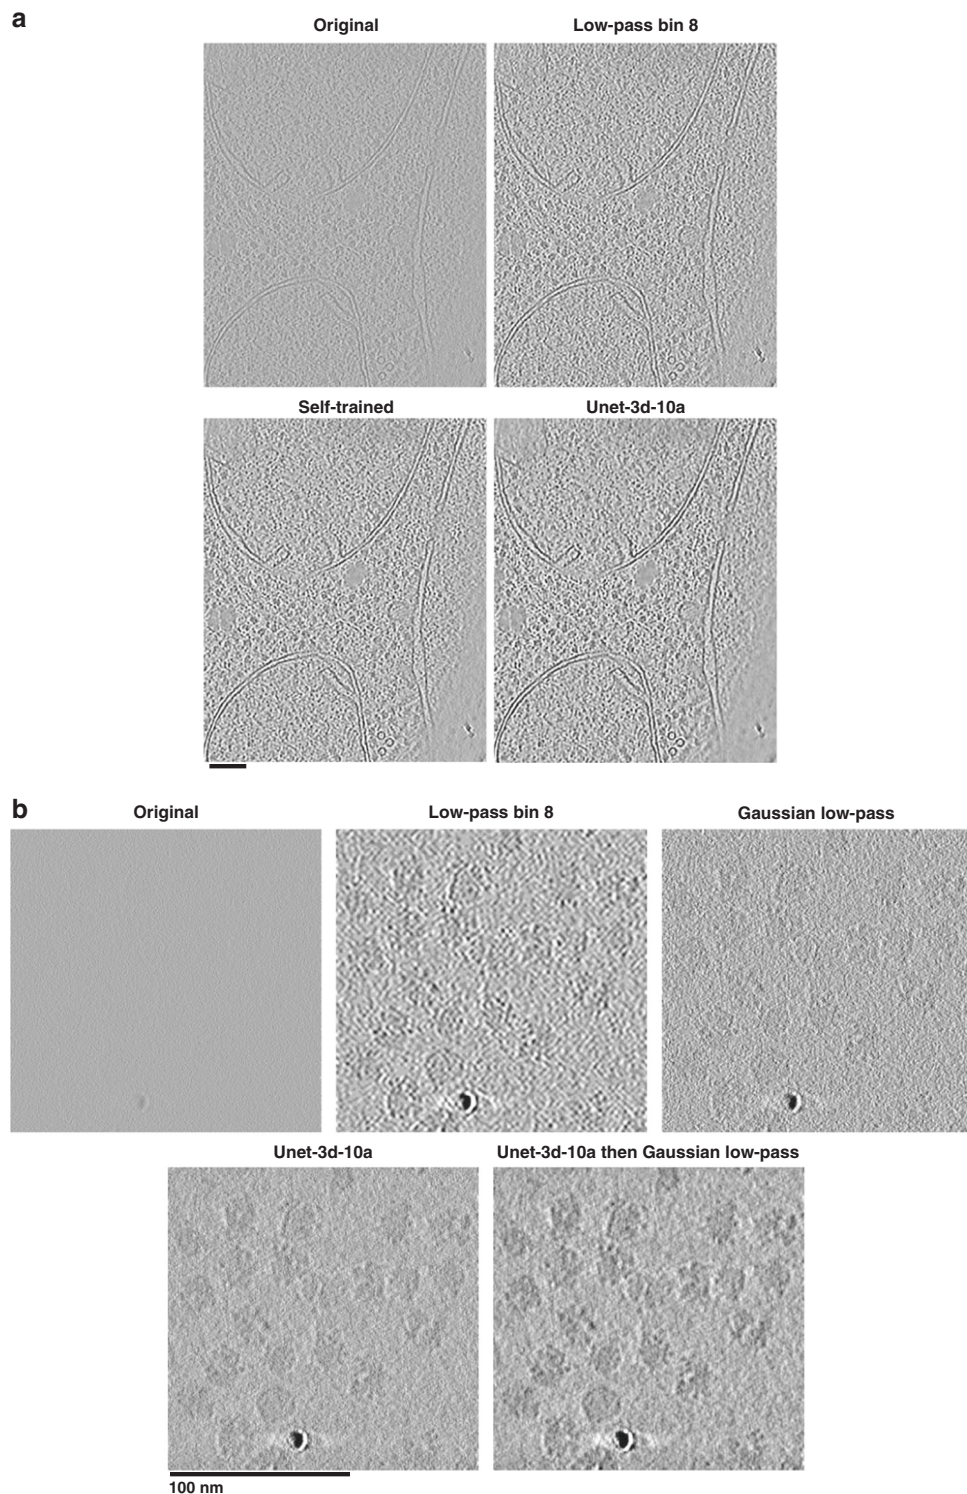 a
Original Low-pass bin 8
Self-trained Unet-3d-10a
b
Original Low-pass bin 8 Gaussian low-pass
Unet-3d-10a Unet-3d-10a then Gaussian low-pass
100 nm